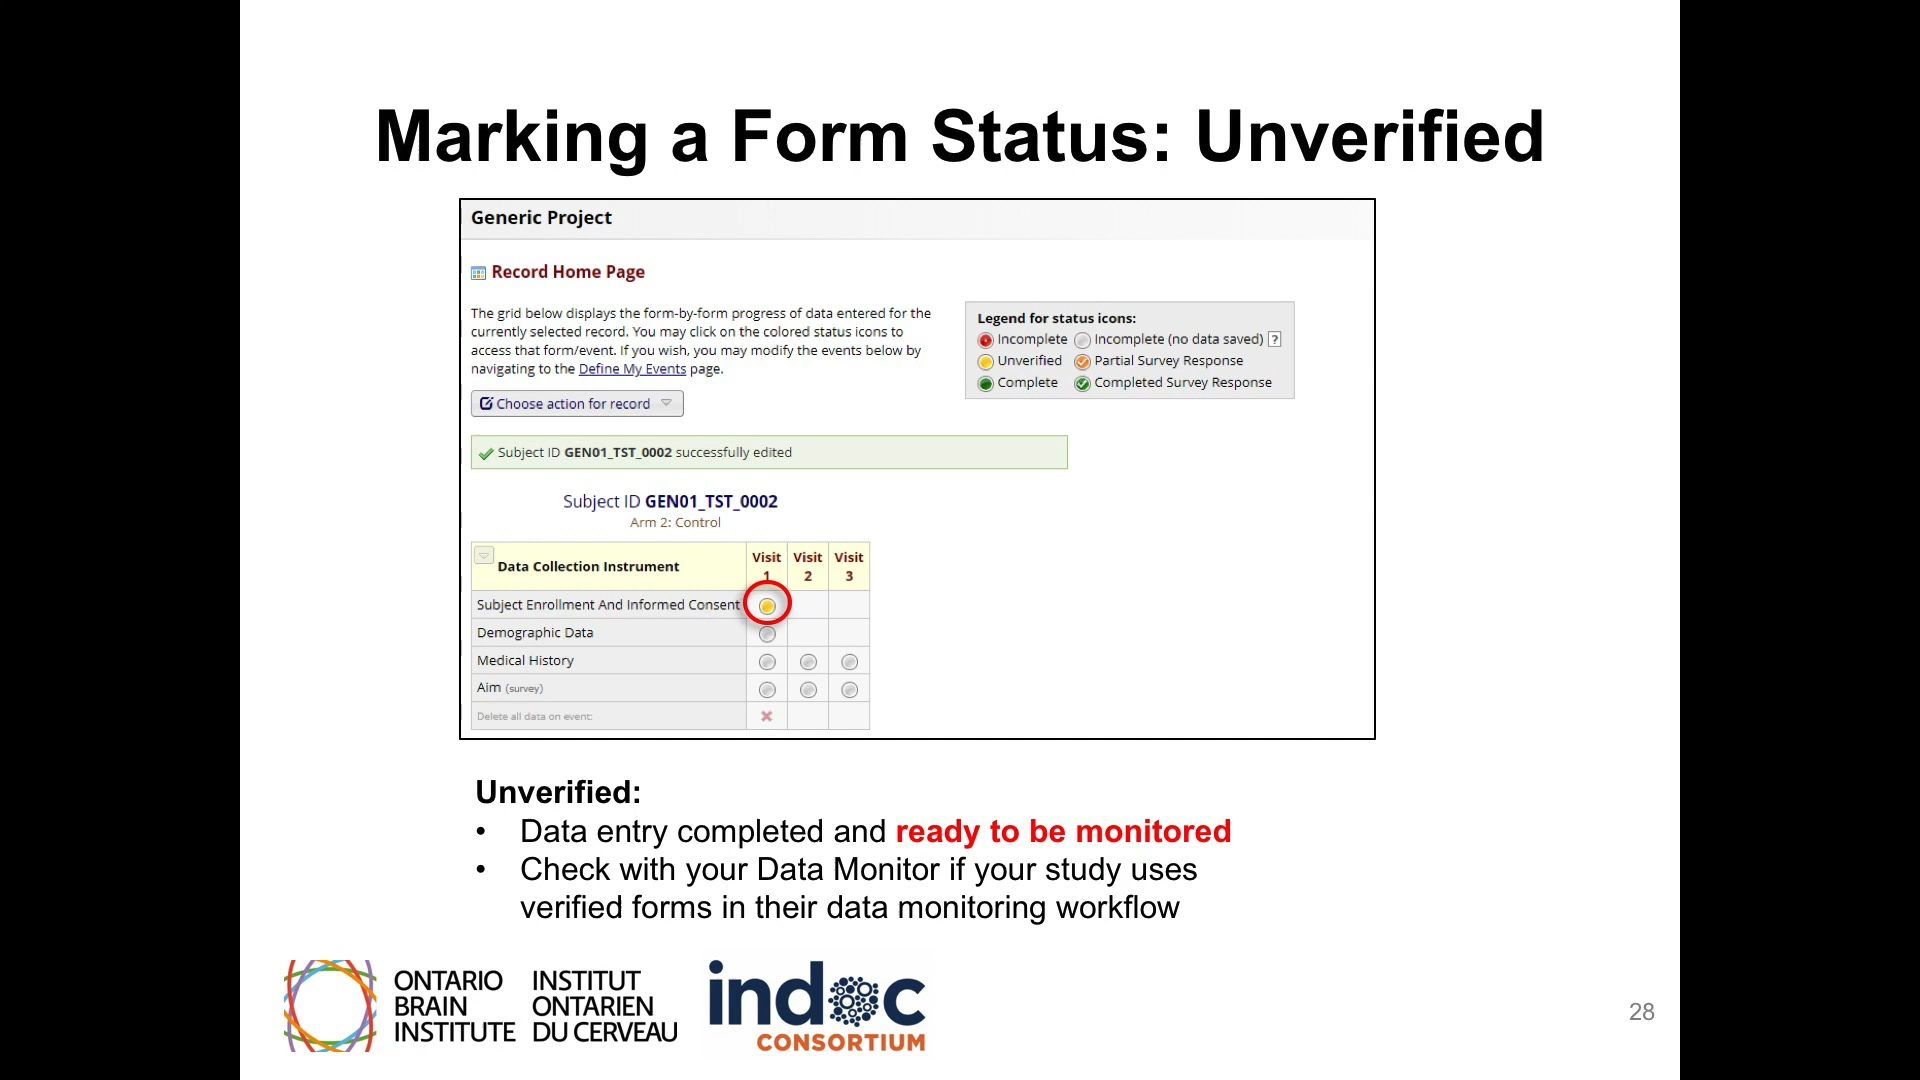 Marking a Form Status: Unverified
Generic Project
Record Home Page
The grid below displays the form-by-form progress of data entered for the
currently selected record. You may click on the colored status icons to
access that form/event. If you wish, you may modify the events below by
navigating to the Define My Events page.
Legend for status icons:
Incomplete Incomplete (no data saved) ?
Unverified Partial Survey Response
Complete Completed Survey Response
Choose action for record
Subject ID GEN01_TST_0002 successfully edited
Subject ID GEN01_TST_0002
Arm 2: Control
Data Collection Instrument
Visit 1
Visit 2
Visit 3
Subject Enrollment And Informed Consent
Demographic Data
Medical History
Aim (survey)
Delete all data on event:
Unverified:
• Data entry completed and ready to be monitored
• Check with your Data Monitor if your study uses
verified forms in their data monitoring workflow
ONTARIO
BRAIN
INSTITUTE
INSTITUT
ONTARIEN
DU CERVEAU
indoc
CONSORTIUM
28